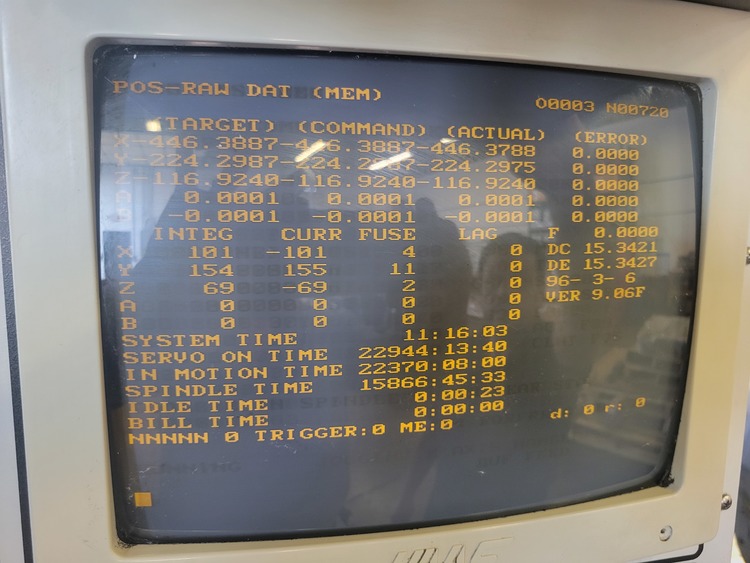 POS-RAW DAT (MEM)
O0003 N00720
(TARGET) (COMMAND) (ACTUAL) (ERROR)
X-446.3887-446.3887-446.3788 0.0000
Y-224.2987-224.2987-224.2975 0.0000
Z-116.9240-116.9240-116.9240 0.0000
0.0001 0.0001 0.0001 0.0000
-0.0001 -0.0001 -0.0001 0.0000
INTEG CURR FUSE LAG F 0.0000
X 101 -101 4 0 DC 15.3421
Y 154 155 11 0 DE 15.3427
Z 69 -69 2 0 96- 3- 6
A 0 0 0 0 VER 9.06F
B 0 0 0 0
SYSTEM TIME 11:16:03
SERVO ON TIME 22944:13:40
IN MOTION TIME 22370:08:00
SPINDLE TIME 15866:45:33
IDLE TIME 0:00:23
BILL TIME 0:00:00 d: 0 r: 0
NNNNNN 0 TRIGGER:0 ME:0